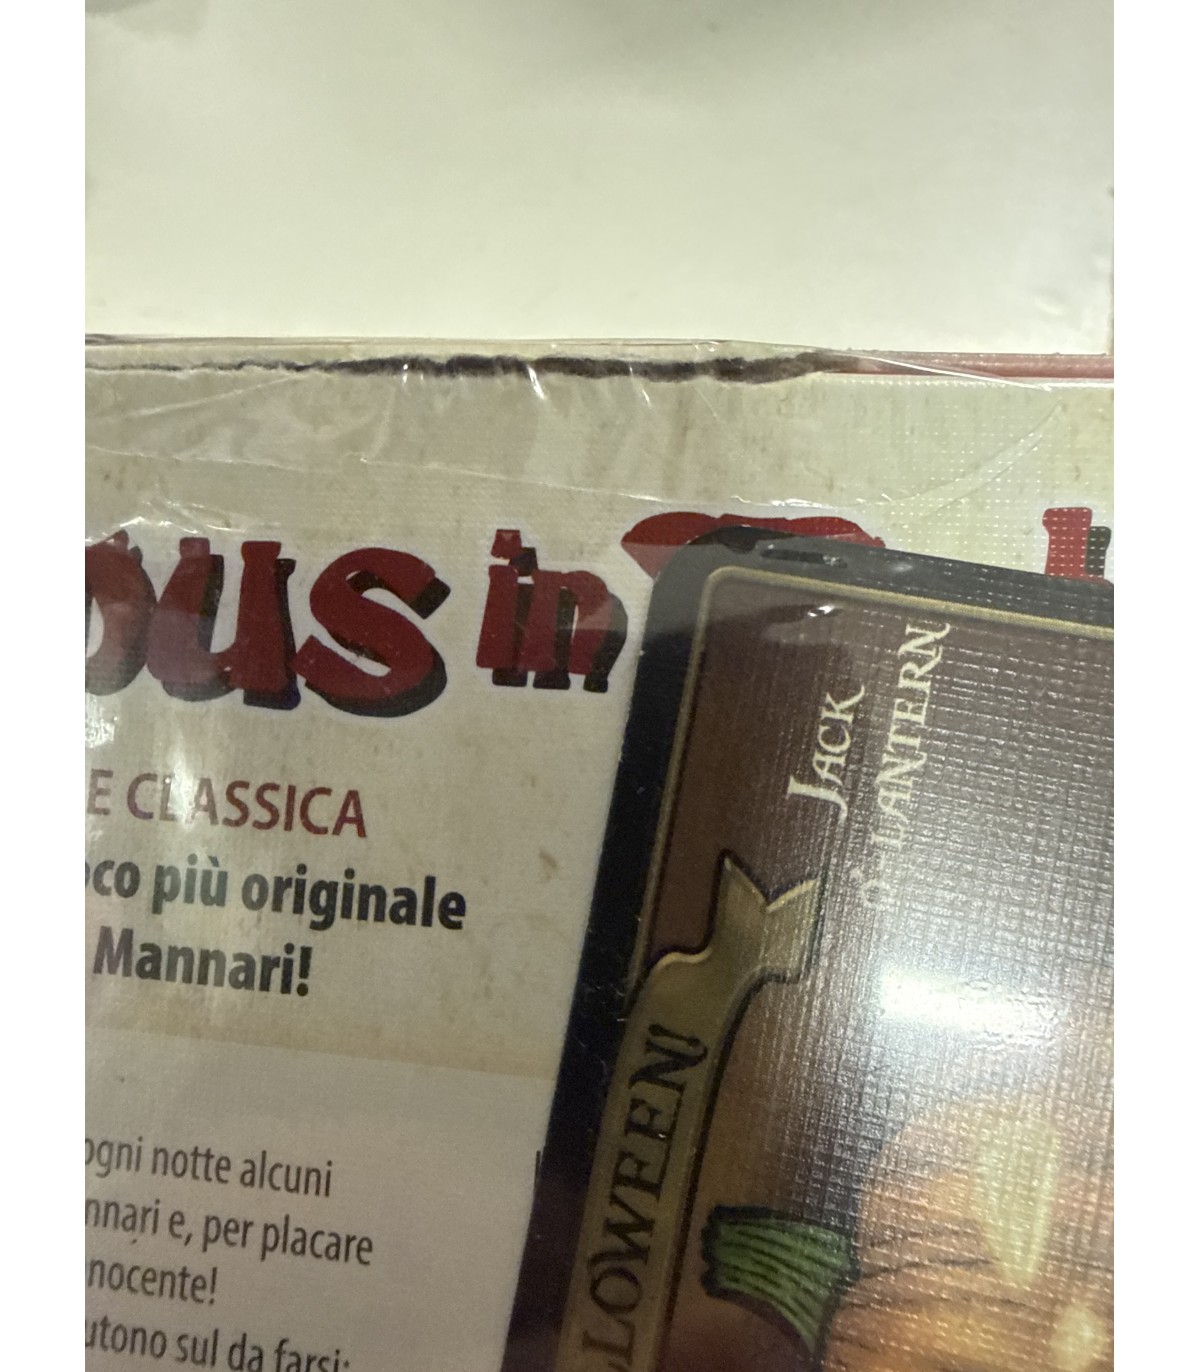 ous in
E CLASSICA
oco più originale
Mannari!
ogni notte alcuni
nnari e, per placare
nocente!
utono sul da farsi:
JACK
O'-LANTERN
LLOWEEN!